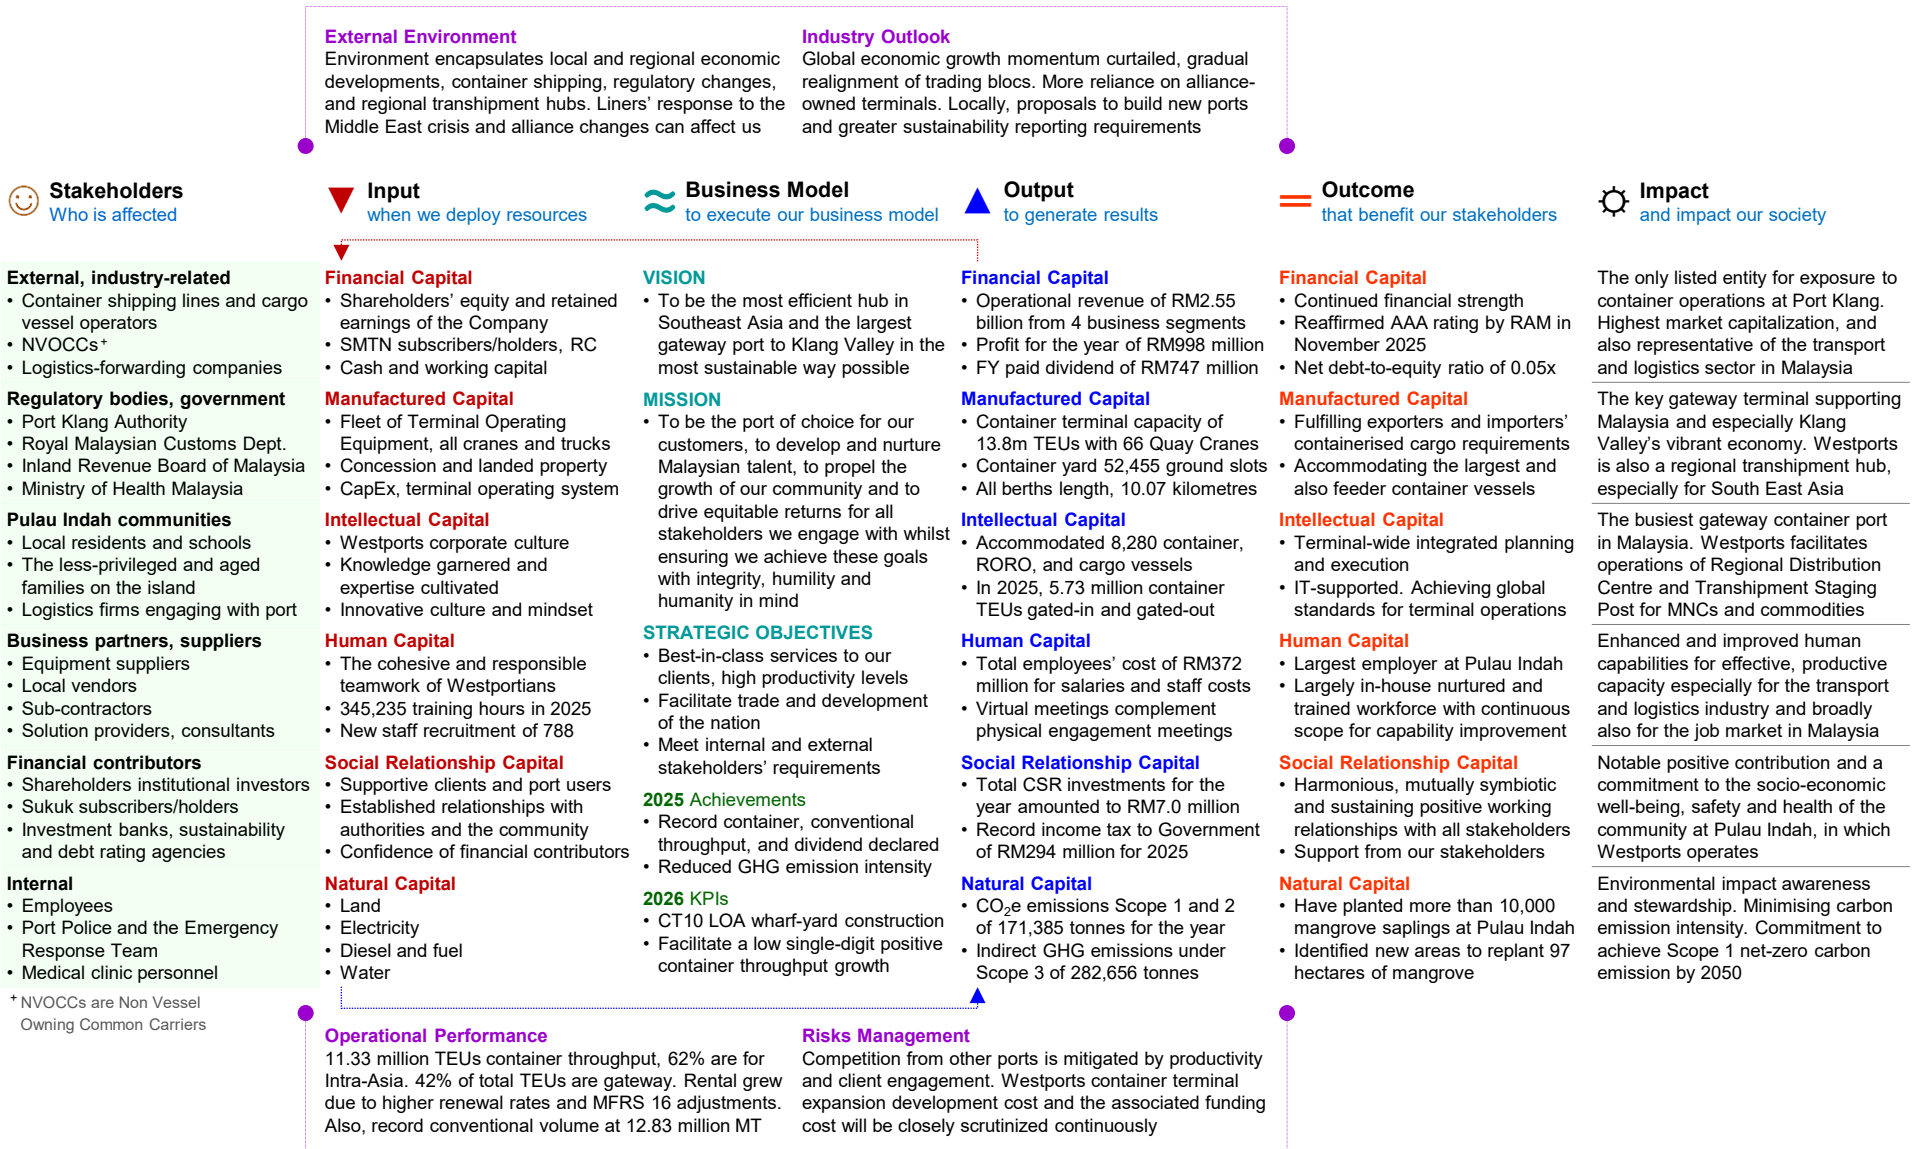 External Environment
Environment encapsulates local and regional economic
developments, container shipping, regulatory changes,
and regional transhipment hubs. Liners’ response to the
Middle East crisis and alliance changes can affect us
Industry Outlook
Global economic growth momentum curtailed, gradual
realignment of trading blocs. More reliance on alliance-
owned terminals. Locally, proposals to build new ports
and greater sustainability reporting requirements
Stakeholders
Who is affected
Input
when we deploy resources
Business Model
to execute our business model
Output
to generate results
Outcome
that benefit our stakeholders
Impact
and impact our society
External, industry-related
• Container shipping lines and cargo
vessel operators
• NVOCCs⁺
• Logistics-forwarding companies
Regulatory bodies, government
• Port Klang Authority
• Royal Malaysian Customs Dept.
• Inland Revenue Board of Malaysia
• Ministry of Health Malaysia
Pulau Indah communities
• Local residents and schools
• The less-privileged and aged
families on the island
• Logistics firms engaging with port
Business partners, suppliers
• Equipment suppliers
• Local vendors
• Sub-contractors
• Solution providers, consultants
Financial contributors
• Shareholders institutional investors
• Sukuk subscribers/holders
• Investment banks, sustainability
and debt rating agencies
Internal
• Employees
• Port Police and the Emergency
Response Team
• Medical clinic personnel
⁺ NVOCCs are Non Vessel
Owning Common Carriers
Financial Capital
• Shareholders’ equity and retained
earnings of the Company
• SMTN subscribers/holders, RC
• Cash and working capital
Manufactured Capital
• Fleet of Terminal Operating
Equipment, all cranes and trucks
• Concession and landed property
• CapEx, terminal operating system
Intellectual Capital
• Westports corporate culture
• Knowledge garnered and
expertise cultivated
• Innovative culture and mindset
Human Capital
• The cohesive and responsible
teamwork of Westportians
• 345,235 training hours in 2025
• New staff recruitment of 788
Social Relationship Capital
• Supportive clients and port users
• Established relationships with
authorities and the community
• Confidence of financial contributors
Natural Capital
• Land
• Electricity
• Diesel and fuel
• Water
VISION
• To be the most efficient hub in
Southeast Asia and the largest
gateway port to Klang Valley in the
most sustainable way possible
MISSION
• To be the port of choice for our
customers, to develop and nurture
Malaysian talent, to propel the
growth of our community and to
drive equitable returns for all
stakeholders we engage with whilst
ensuring we achieve these goals
with integrity, humility and
humanity in mind
STRATEGIC OBJECTIVES
• Best-in-class services to our
clients, high productivity levels
• Facilitate trade and development
of the nation
• Meet internal and external
stakeholders’ requirements
2025 Achievements
• Record container, conventional
throughput, and dividend declared
• Reduced GHG emission intensity
2026 KPIs
• CT10 LOA wharf-yard construction
• Facilitate a low single-digit positive
container throughput growth
Financial Capital
• Operational revenue of RM2.55
billion from 4 business segments
• Profit for the year of RM998 million
• FY paid dividend of RM747 million
Manufactured Capital
• Container terminal capacity of
13.8m TEUs with 66 Quay Cranes
• Container yard 52,455 ground slots
• All berths length, 10.07 kilometres
Intellectual Capital
• Accommodated 8,280 container,
RORO, and cargo vessels
• In 2025, 5.73 million container
TEUs gated-in and gated-out
Human Capital
• Total employees’ cost of RM372
million for salaries and staff costs
• Virtual meetings complement
physical engagement meetings
Social Relationship Capital
• Total CSR investments for the
year amounted to RM7.0 million
• Record income tax to Government
of RM294 million for 2025
Natural Capital
• CO₂e emissions Scope 1 and 2
of 171,385 tonnes for the year
• Indirect GHG emissions under
Scope 3 of 282,656 tonnes
Financial Capital
• Continued financial strength
• Reaffirmed AAA rating by RAM in
November 2025
• Net debt-to-equity ratio of 0.05x
Manufactured Capital
• Fulfilling exporters and importers’
containerised cargo requirements
• Accommodating the largest and
also feeder container vessels
Intellectual Capital
• Terminal-wide integrated planning
and execution
• IT-supported. Achieving global
standards for terminal operations
Human Capital
• Largest employer at Pulau Indah
• Largely in-house nurtured and
trained workforce with continuous
scope for capability improvement
Social Relationship Capital
• Harmonious, mutually symbiotic
and sustaining positive working
relationships with all stakeholders
• Support from our stakeholders
Natural Capital
• Have planted more than 10,000
mangrove saplings at Pulau Indah
• Identified new areas to replant 97
hectares of mangrove
The only listed entity for exposure to
container operations at Port Klang.
Highest market capitalization, and
also representative of the transport
and logistics sector in Malaysia
The key gateway terminal supporting
Malaysia and especially Klang
Valley’s vibrant economy. Westports
is also a regional transhipment hub,
especially for South East Asia
The busiest gateway container port
in Malaysia. Westports facilitates
operations of Regional Distribution
Centre and Transhipment Staging
Post for MNCs and commodities
Enhanced and improved human
capabilities for effective, productive
capacity especially for the transport
and logistics industry and broadly
also for the job market in Malaysia
Notable positive contribution and a
commitment to the socio-economic
well-being, safety and health of the
community at Pulau Indah, in which
Westports operates
Environmental impact awareness
and stewardship. Minimising carbon
emission intensity. Commitment to
achieve Scope 1 net-zero carbon
emission by 2050
Operational Performance
11.33 million TEUs container throughput, 62% are for
Intra-Asia. 42% of total TEUs are gateway. Rental grew
due to higher renewal rates and MFRS 16 adjustments.
Also, record conventional volume at 12.83 million MT
Risks Management
Competition from other ports is mitigated by productivity
and client engagement. Westports container terminal
expansion development cost and the associated funding
cost will be closely scrutinized continuously